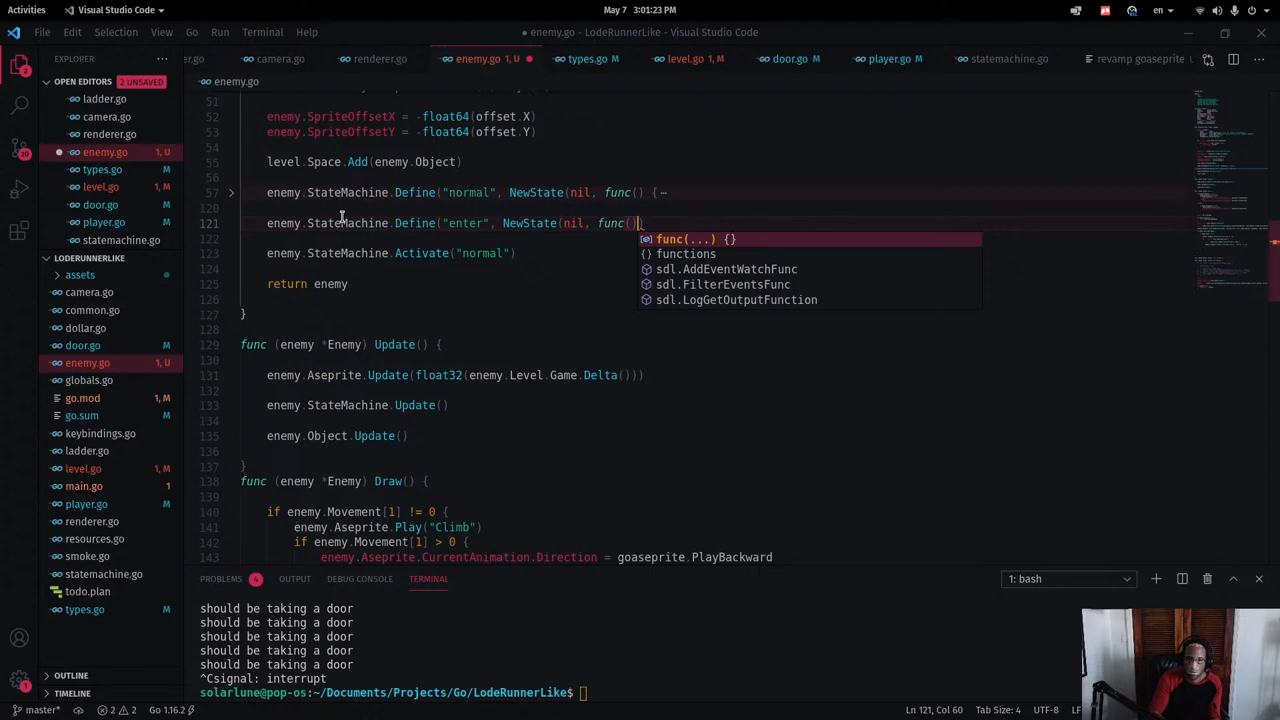 Activities
Visual Studio Code
May 7 3:01:23 PM
en
File Edit Selection View Go Run Terminal Help
● enemy.go - LodeRunnerLike - Visual Studio Code
EXPLORER
er.go camera.go renderer.go enemy.go 1, U types.go M level.go 1, M door.go M player.go M statemachine.go revamp goaseprite
OPEN EDITORS 2 UNSAVED
ladder.go
camera.go
renderer.go
enemy.go 1, U
types.go M
level.go 1, M
door.go M
player.go M
statemachine.go
LODERUNNERLIKE
assets
camera.go
common.go
dollar.go
door.go M
enemy.go 1, U
globals.go
go.mod 1, M
go.sum M
keybindings.go
ladder.go
level.go 1, M
main.go 1
player.go M
renderer.go
resources.go
smoke.go
statemachine.go
todo.plan
types.go M
OUTLINE
TIMELINE
enemy.go
51
52 enemy.SpriteOffsetX = -float64(offset.X)
53 enemy.SpriteOffsetY = -float64(offset.Y)
54
55 level.Space.Add(enemy.Object)
56
57 enemy.StateMachine.Define("normal", NewState(nil, func() {⋯
120
121 enemy.StateMachine.Define("enter", NewState(nil, func())
122
123 enemy.StateMachine.Activate("normal")
124
125 return enemy
126
127 }
128
129 func (enemy *Enemy) Update() {
130
131 enemy.Aseprite.Update(float32(enemy.Level.Game.Delta()))
132
133 enemy.StateMachine.Update()
134
135 enemy.Object.Update()
136
137 }
138 func (enemy *Enemy) Draw() {
139
140 if enemy.Movement[1] != 0 {
141 enemy.Aseprite.Play("Climb")
142 if enemy.Movement[1] > 0 {
143 enemy.Aseprite.CurrentAnimation.Direction = goaseprite.PlayBackward
func(...) {}
{} functions
sdl.AddEventWatchFunc
sdl.FilterEventsFunc
sdl.LogGetOutputFunction
PROBLEMS 4 OUTPUT DEBUG CONSOLE TERMINAL
1: bash
should be taking a door
should be taking a door
should be taking a door
should be taking a door
should be taking a door
^Csignal: interrupt
solarlune@pop-os:~/Documents/Projects/Go/LodeRunnerLike$
master* 2 2 Go 1.16.2 Ln 121, Col 60 Tab Size: 4 UTF-8 LF